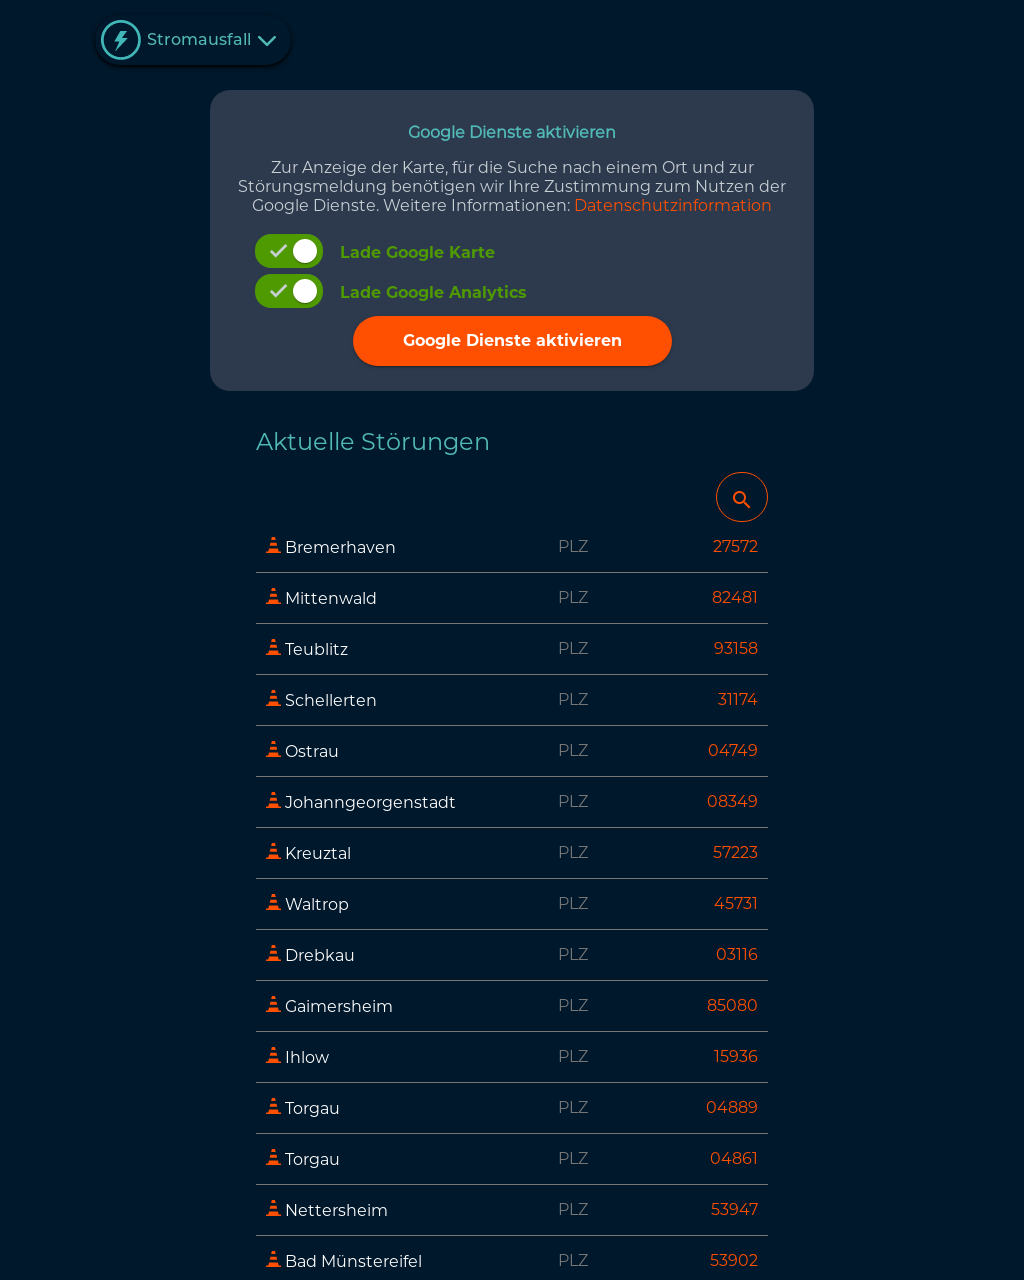 Stromausfall
Google Dienste aktivieren
Zur Anzeige der Karte, für die Suche nach einem Ort und zur
Störungsmeldung benötigen wir Ihre Zustimmung zum Nutzen der
Google Dienste. Weitere Informationen: Datenschutzinformation
Lade Google Karte
Lade Google Analytics
Google Dienste aktivieren
Aktuelle Störungen
Bremerhaven PLZ 27572
Mittenwald PLZ 82481
Teublitz PLZ 93158
Schellerten PLZ 31174
Ostrau PLZ 04749
Johanngeorgenstadt PLZ 08349
Kreuztal PLZ 57223
Waltrop PLZ 45731
Drebkau PLZ 03116
Gaimersheim PLZ 85080
Ihlow PLZ 15936
Torgau PLZ 04889
Torgau PLZ 04861
Nettersheim PLZ 53947
Bad Münstereifel PLZ 53902